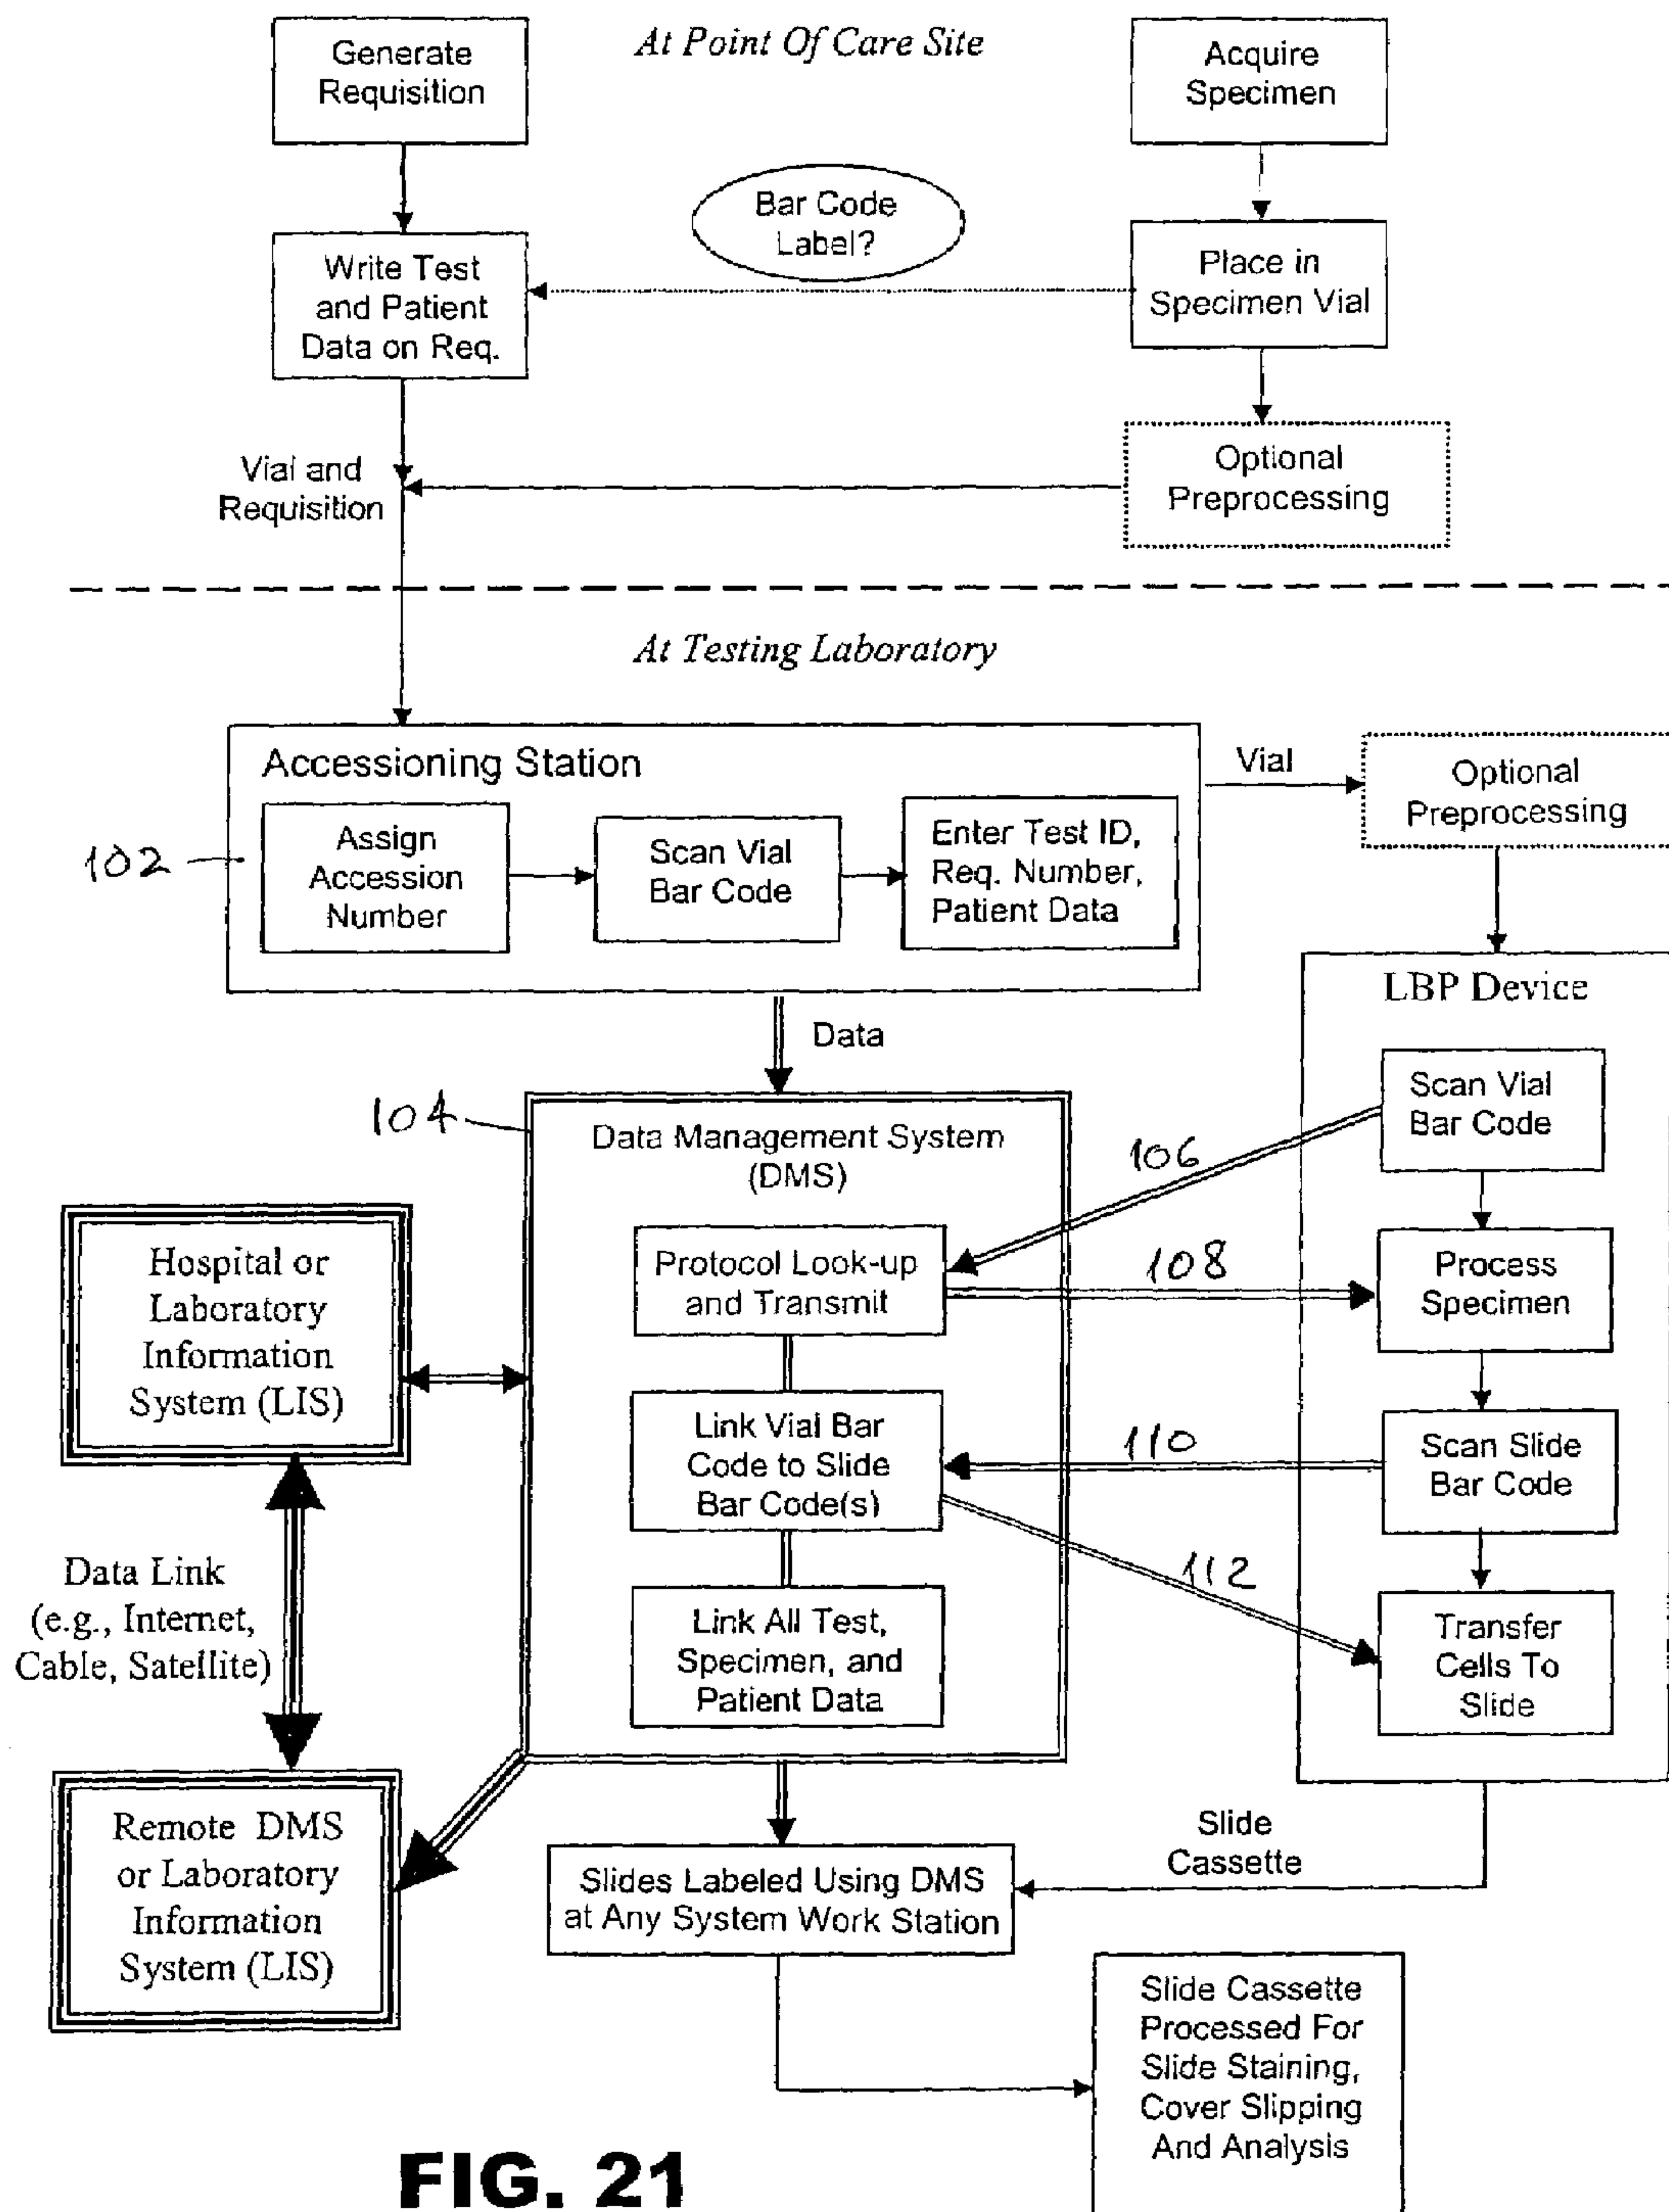 At Point Of Care Site
Generate
Requisition
Acquire
Specimen
Bar Code
Label?
Write Test
and Patient
Data on Req.
Place in
Specimen Vial
Vial and
Requisition
Optional
Preprocessing
At Testing Laboratory
Accessioning Station
102
Assign
Accession
Number
Scan Vial
Bar Code
Enter Test ID,
Req. Number,
Patient Data
Vial
Optional
Preprocessing
Data
LBP Device
Scan Vial
Bar Code
Process
Specimen
Scan Slide
Bar Code
Transfer
Cells To
Slide
104
Data Management System
(DMS)
Protocol Look-up
and Transmit
Link Vial Bar
Code to Slide
Bar Code(s)
Link All Test,
Specimen, and
Patient Data
106
108
110
112
Hospital or
Laboratory
Information
System (LIS)
Data Link
(e.g., Internet,
Cable, Satellite)
Remote DMS
or Laboratory
Information
System (LIS)
Slide
Cassette
Slides Labeled Using DMS
at Any System Work Station
Slide Cassette
Processed For
Slide Staining,
Cover Slipping
And Analysis
FIG. 21